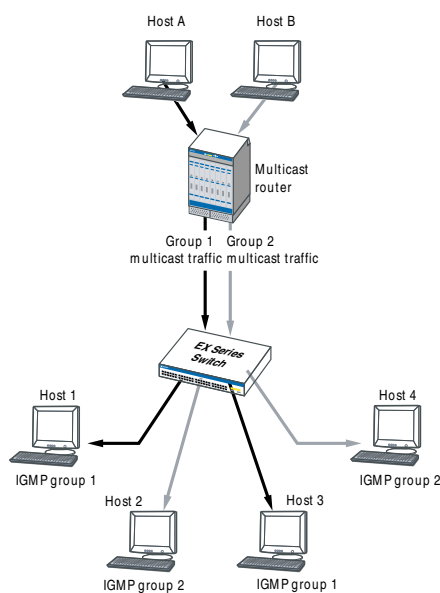 Host A
Host B
Multicast
router
Group 1
multicast traffic
Group 2
multicast traffic
EX Series
Switch
Host 1
IGMP group 1
Host 4
IGMP group 2
Host 2
IGMP group 2
Host 3
IGMP group 1